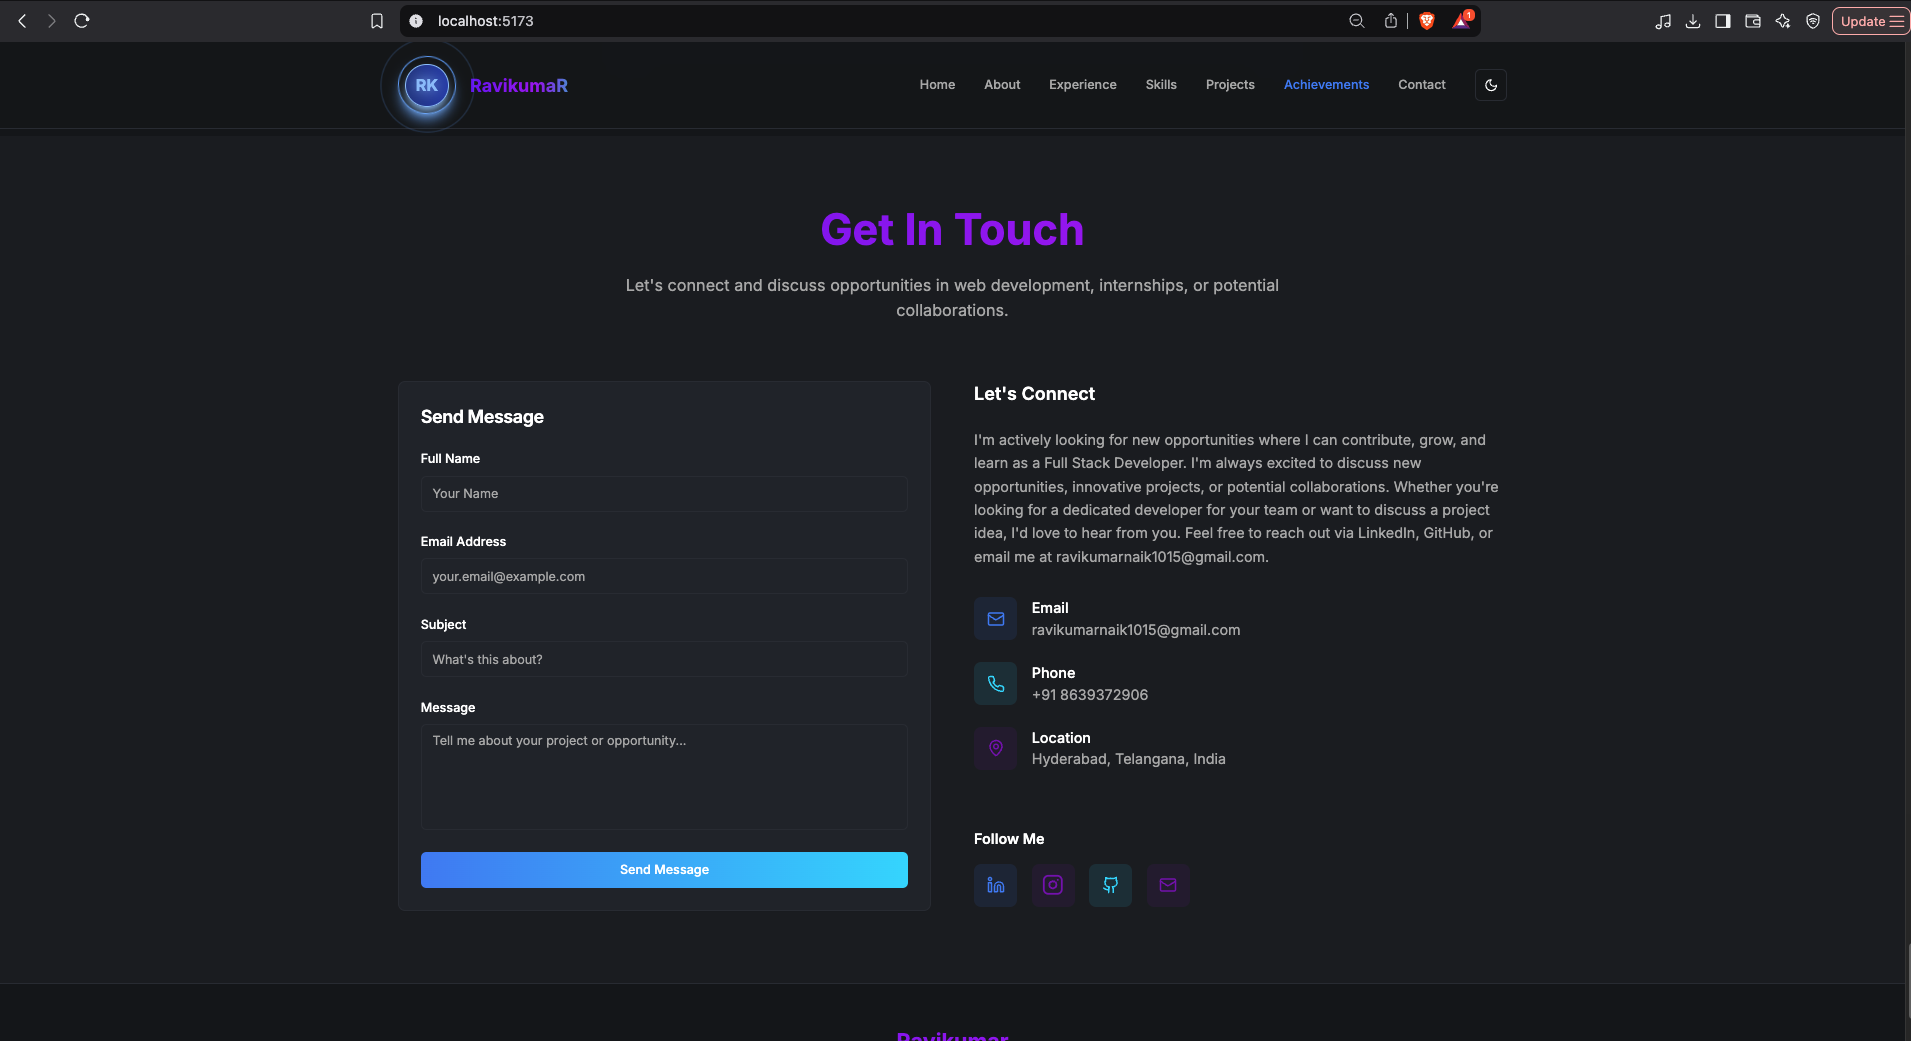 localhost:5173
1
Update
RK
RavikumaR
Home
About
Experience
Skills
Projects
Achievements
Contact
Get In Touch
Let's connect and discuss opportunities in web development, internships, or potential
collaborations.
Send Message
Full Name
Your Name
Email Address
your.email@example.com
Subject
What's this about?
Message
Tell me about your project or opportunity...
Send Message
Let's Connect
I'm actively looking for new opportunities where I can contribute, grow, and
learn as a Full Stack Developer. I'm always excited to discuss new
opportunities, innovative projects, or potential collaborations. Whether you're
looking for a dedicated developer for your team or want to discuss a project
idea, I'd love to hear from you. Feel free to reach out via LinkedIn, GitHub, or
email me at ravikumarnaik1015@gmail.com.
Email
ravikumarnaik1015@gmail.com
Phone
+91 8639372906
Location
Hyderabad, Telangana, India
Follow Me
Ravikumar